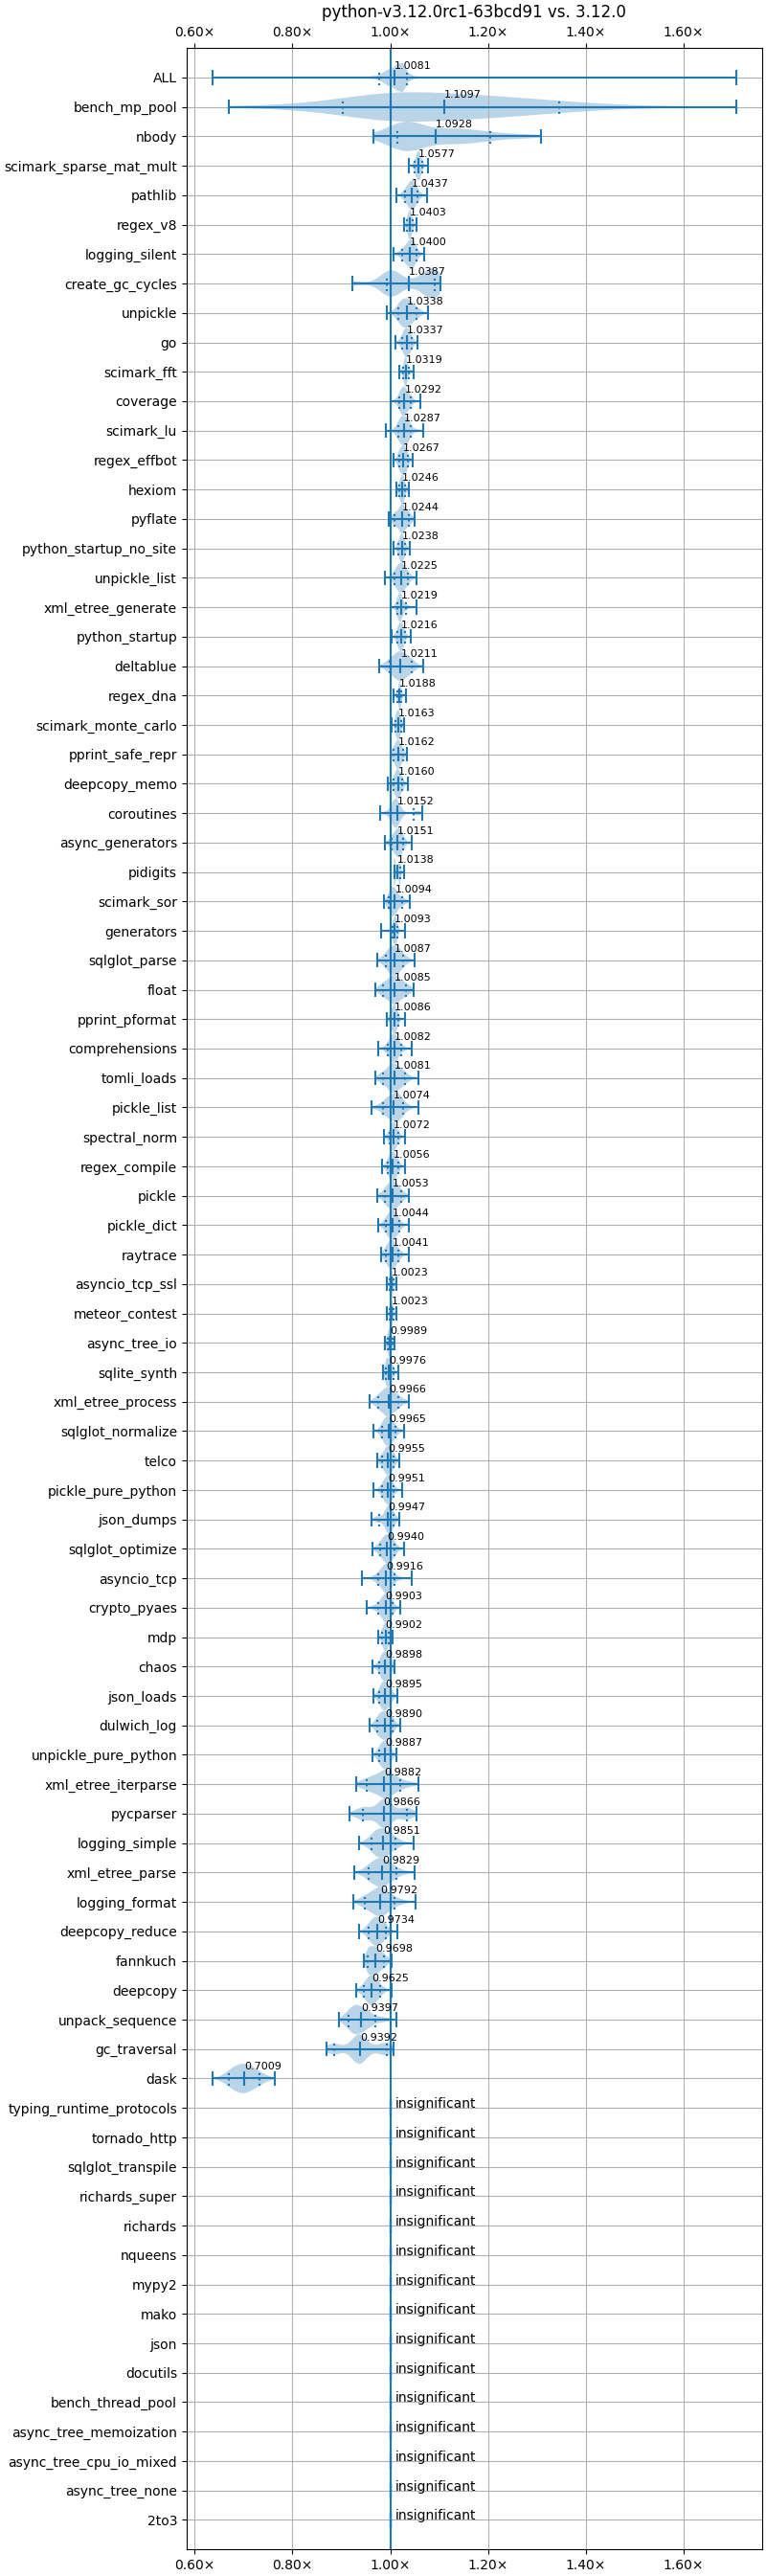 python-v3.12.0rc1-63bcd91 vs. 3.12.0
0.60× 0.80× 1.00× 1.20× 1.40× 1.60×
ALL 1.0081
bench_mp_pool 1.1097
nbody 1.0928
scimark_sparse_mat_mult 1.0577
pathlib 1.0437
regex_v8 1.0403
logging_silent 1.0400
create_gc_cycles 1.0387
unpickle 1.0338
go 1.0337
scimark_fft 1.0319
coverage 1.0292
scimark_lu 1.0287
regex_effbot 1.0267
hexiom 1.0246
pyflate 1.0244
python_startup_no_site 1.0238
unpickle_list 1.0225
xml_etree_generate 1.0219
python_startup 1.0216
deltablue 1.0211
regex_dna 1.0188
scimark_monte_carlo 1.0163
pprint_safe_repr 1.0162
deepcopy_memo 1.0160
coroutines 1.0152
async_generators 1.0151
pidigits 1.0138
scimark_sor 1.0094
generators 1.0093
sqlglot_parse 1.0087
float 1.0085
pprint_pformat 1.0086
comprehensions 1.0082
tomli_loads 1.0081
pickle_list 1.0074
spectral_norm 1.0072
regex_compile 1.0056
pickle 1.0053
pickle_dict 1.0044
raytrace 1.0041
asyncio_tcp_ssl 1.0023
meteor_contest 1.0023
async_tree_io 0.9989
sqlite_synth 0.9976
xml_etree_process 0.9966
sqlglot_normalize 0.9965
telco 0.9955
pickle_pure_python 0.9951
json_dumps 0.9947
sqlglot_optimize 0.9940
asyncio_tcp 0.9916
crypto_pyaes 0.9903
mdp 0.9902
chaos 0.9898
json_loads 0.9895
dulwich_log 0.9890
unpickle_pure_python 0.9887
xml_etree_iterparse 0.9882
pycparser 0.9866
logging_simple 0.9851
xml_etree_parse 0.9829
logging_format 0.9792
deepcopy_reduce 0.9734
fannkuch 0.9698
deepcopy 0.9625
unpack_sequence 0.9397
gc_traversal 0.9392
dask 0.7009
typing_runtime_protocols insignificant
tornado_http insignificant
sqlglot_transpile insignificant
richards_super insignificant
richards insignificant
nqueens insignificant
mypy2 insignificant
mako insignificant
json insignificant
docutils insignificant
bench_thread_pool insignificant
async_tree_memoization insignificant
async_tree_cpu_io_mixed insignificant
async_tree_none insignificant
2to3 insignificant
0.60× 0.80× 1.00× 1.20× 1.40× 1.60×